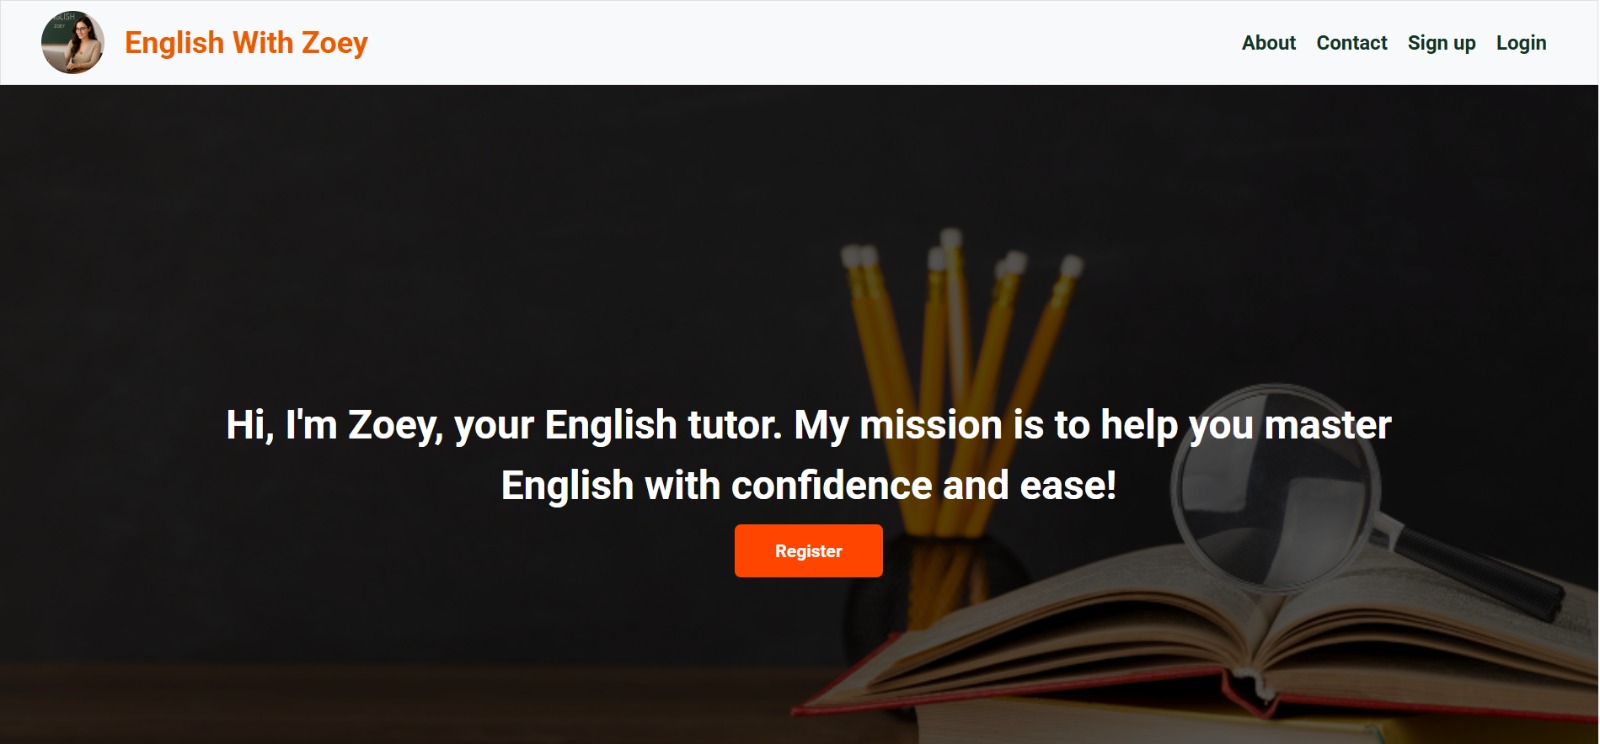 English With Zoey
About Contact Sign up Login
Hi, I'm Zoey, your English tutor. My mission is to help you master
English with confidence and ease!
Register